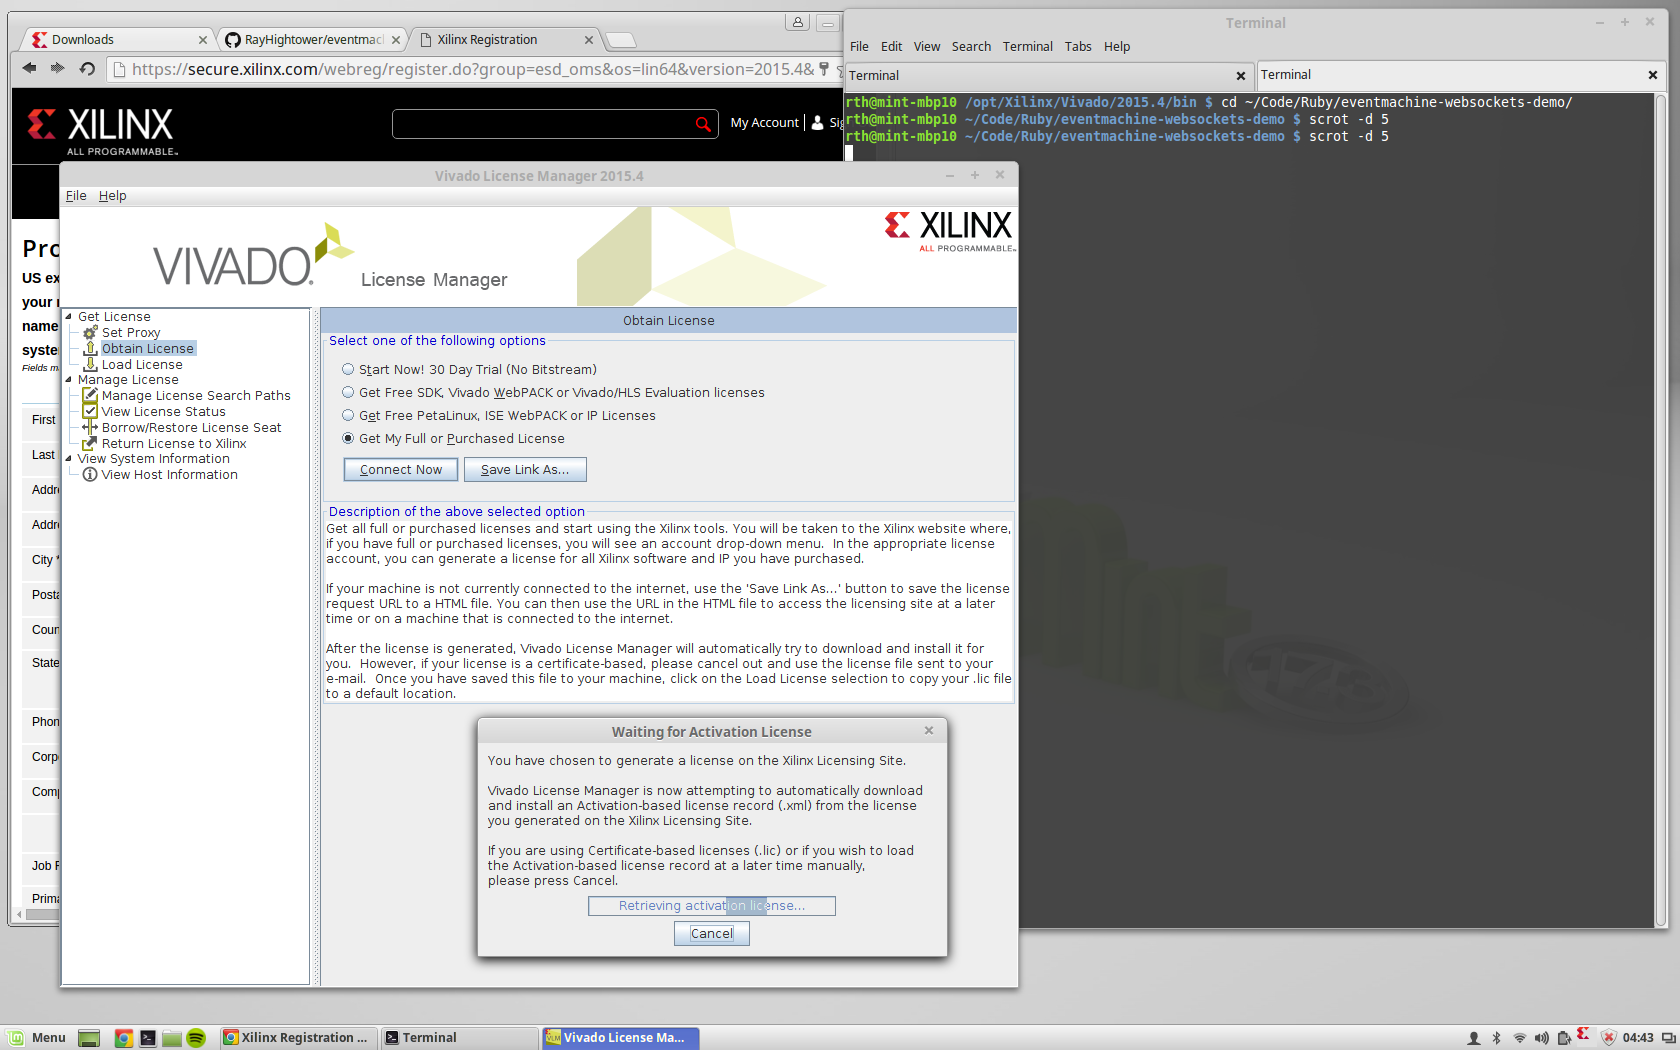 Downloads
RayHightower/eventmac
Xilinx Registration
https://secure.xilinx.com/webreg/register.do?group=esd_oms&os=lin64&version=2015.4&
XILINX
ALL PROGRAMMABLE™
My Account
Sig
Pro
US ex
your
name
syste
Fields m
First
Last
Addr
Addr
City *
Posta
Coun
State
Phon
Corp
Comp
Job F
Prima
Terminal
File Edit View Search Terminal Tabs Help
Terminal
Terminal
rth@mint-mbp10 /opt/Xilinx/Vivado/2015.4/bin $ cd ~/Code/Ruby/eventmachine-websockets-demo/
rth@mint-mbp10 ~/Code/Ruby/eventmachine-websockets-demo $ scrot -d 5
rth@mint-mbp10 ~/Code/Ruby/eventmachine-websockets-demo $ scrot -d 5
Vivado License Manager 2015.4
File Help
VIVADO.
License Manager
XILINX
ALL PROGRAMMABLE™
Get License
Set Proxy
Obtain License
Load License
Manage License
Manage License Search Paths
View License Status
Borrow/Restore License Seat
Return License to Xilinx
View System Information
View Host Information
Obtain License
Select one of the following options
Start Now! 30 Day Trial (No Bitstream)
Get Free SDK, Vivado WebPACK or Vivado/HLS Evaluation licenses
Get Free PetaLinux, ISE WebPACK or IP Licenses
Get My Full or Purchased License
Connect Now
Save Link As...
Description of the above selected option
Get all full or purchased licenses and start using the Xilinx tools. You will be taken to the Xilinx website where,
if you have full or purchased licenses, you will see an account drop-down menu. In the appropriate license
account, you can generate a license for all Xilinx software and IP you have purchased.
If your machine is not currently connected to the internet, use the 'Save Link As...' button to save the license
request URL to a HTML file. You can then use the URL in the HTML file to access the licensing site at a later
time or on a machine that is connected to the internet.
After the license is generated, Vivado License Manager will automatically try to download and install it for
you. However, if your license is a certificate-based, please cancel out and use the license file sent to your
e-mail. Once you have saved this file to your machine, click on the Load License selection to copy your .lic file
to a default location.
Waiting for Activation License
You have chosen to generate a license on the Xilinx Licensing Site.
Vivado License Manager is now attempting to automatically download
and install an Activation-based license record (.xml) from the license
you generated on the Xilinx Licensing Site.
If you are using Certificate-based licenses (.lic) or if you wish to load
the Activation-based license record at a later time manually,
please press Cancel.
Retrieving activation license...
Cancel
Mint
17.3
Menu
Xilinx Registration ...
Terminal
VLM
Vivado License Ma...
04:43